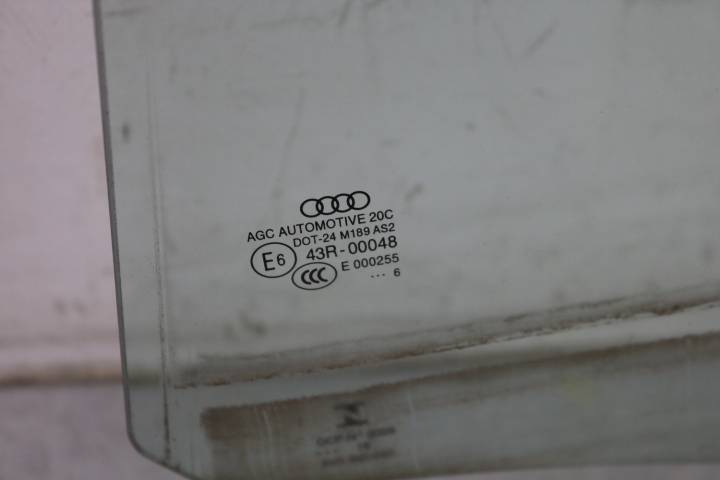 AGC AUTOMOTIVE 20C
DOT-24 M189 AS2
E6 43R-00048
CCC E 000255
... 6